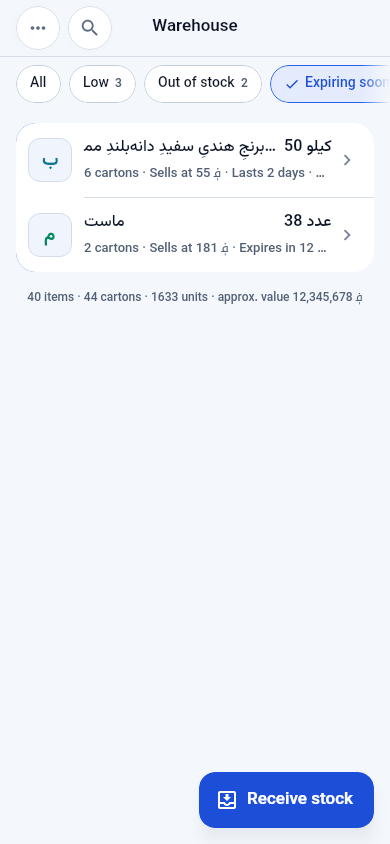 Warehouse
All
Low 3
Out of stock 2
Expiring soon
ب
برنجِ هنديِ سفيدِ دانه‌بلندِ مم…
50 کیلو
6 cartons · Sells at 55 ؋ · Lasts 2 days · …
م
ماست
38 عدد
2 cartons · Sells at 181 ؋ · Expires in 12 …
40 items · 44 cartons · 1633 units · approx. value 12,345,678 ؋
Receive stock